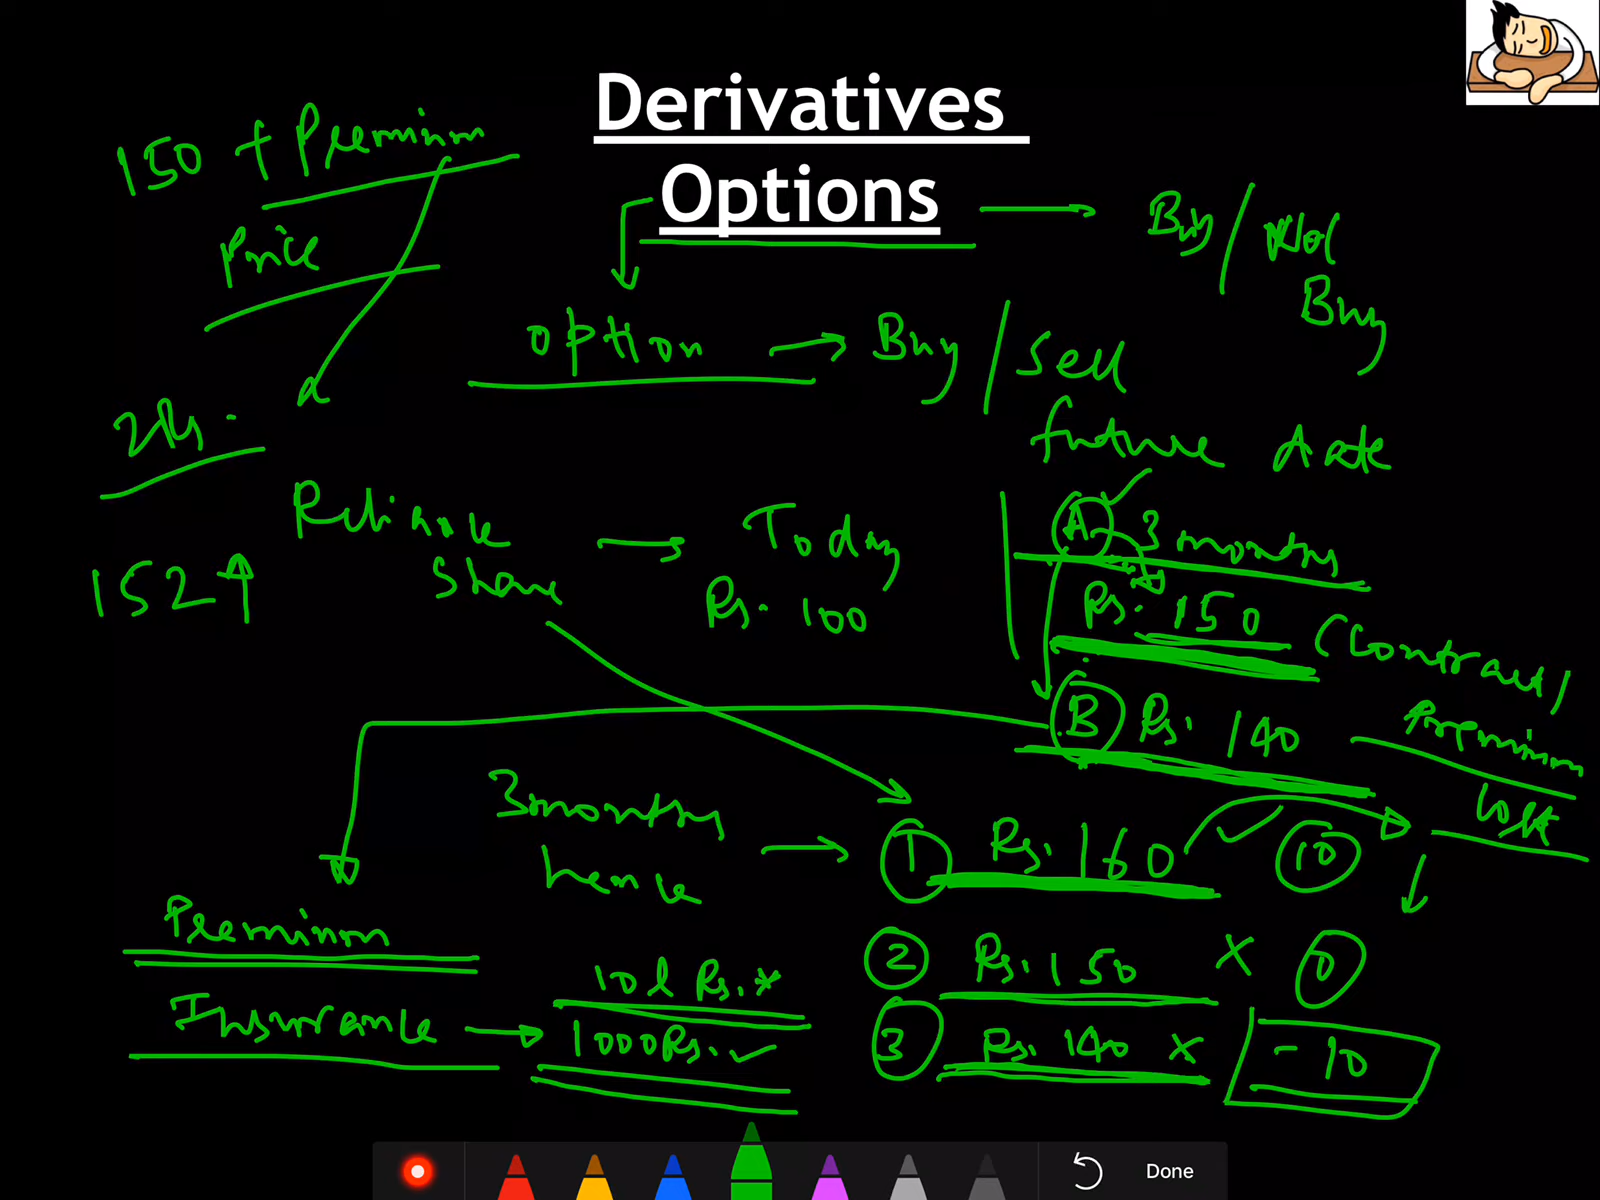 Derivatives
Options
150 + Premium
Price
2Rs.
152↑
Buy / Not
Buy
option → Buy / Sell
future date
Reliance
Share
→ Today
Rs. 100
A 3 months
Rs. 150 (Contract)
B Rs. 140
Premium
lost
3 months
hence
→ 1 Rs. 160 ✓ 10
2 Rs. 150 × 0
3 Rs. 140 × -10
Premium
Insurance →
10 l Rs. *
1000 Rs. ✓
Done